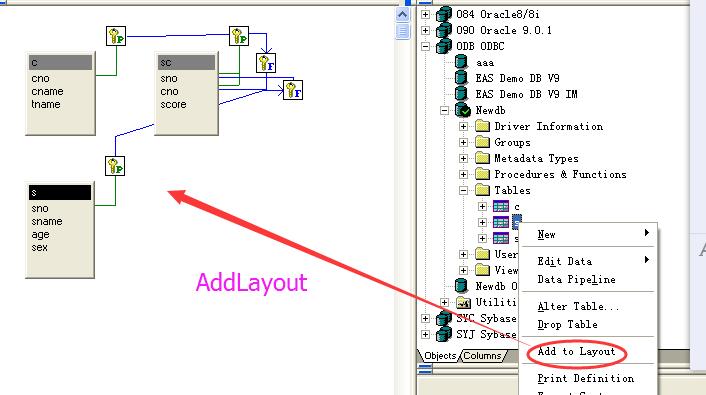 c
cno
cname
tname
P
sc
sno
cno
score
P
F
F
P
s
sno
sname
age
sex
AddLayout
O84 Oracle8/8i
O90 Oracle 9.0.1
ODB ODBC
aaa
EAS Demo DB V9
EAS Demo DB V9 IM
Newdb
Driver Information
Groups
Metadata Types
Procedures & Functions
Tables
c
s
User
View
Newdb O
Utiliti
SYC Sybase
SYJ Sybase
Objects Columns
New
Edit Data
Data Pipeline
Alter Table...
Drop Table
Add to Layout
Print Definition